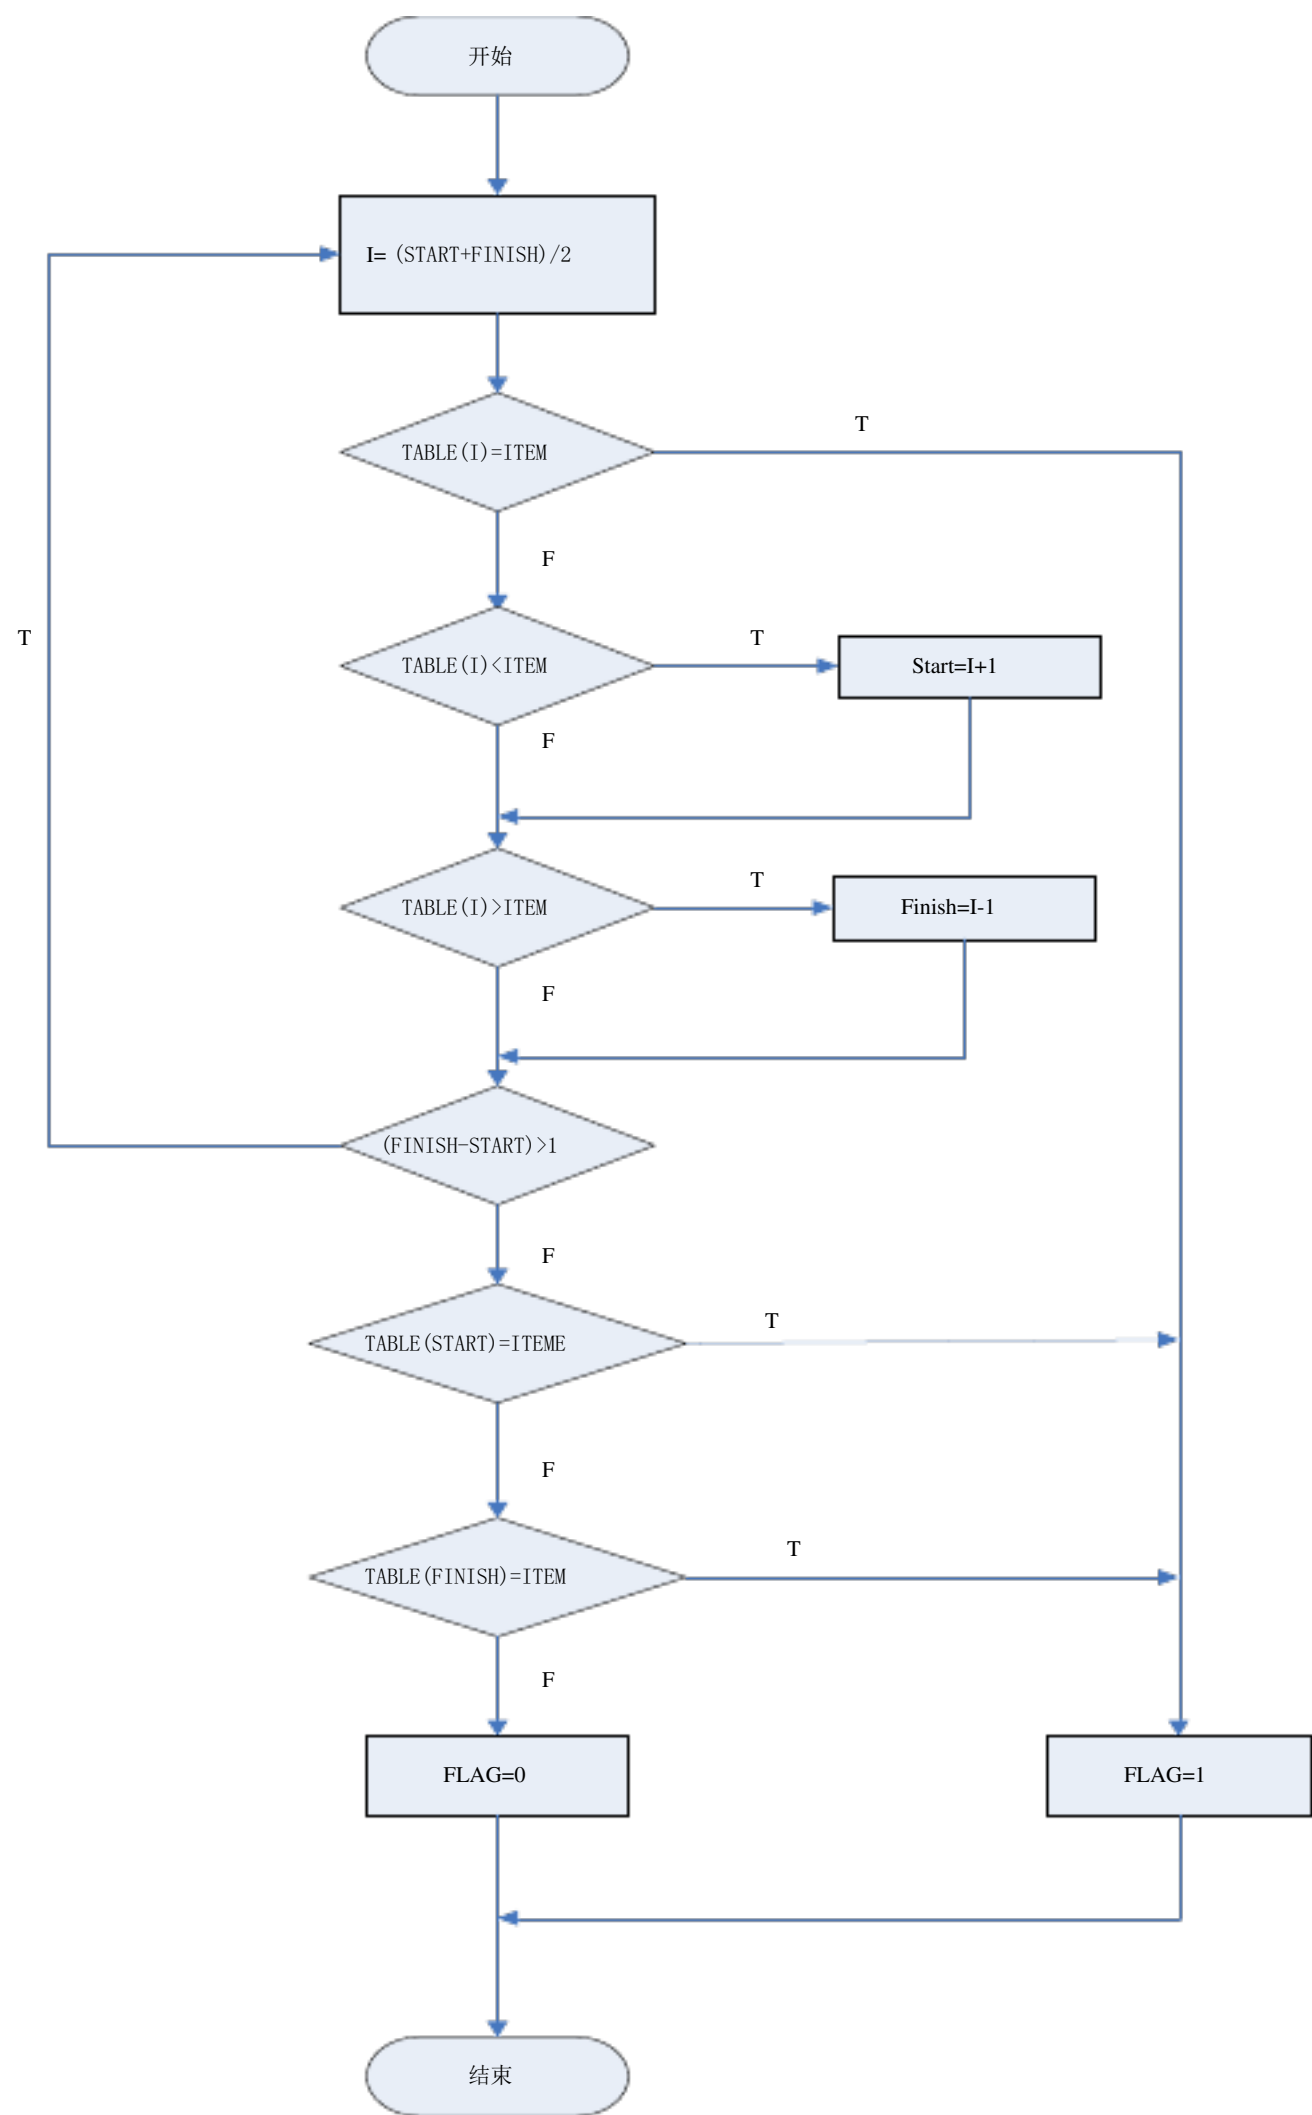 开始
I= (START+FINISH)/2
T
TABLE(I)=ITEM
F
T
T
TABLE(I)<ITEM
Start=I+1
F
T
TABLE(I)>ITEM
Finish=I-1
F
(FINISH-START)>1
F
T
TABLE(START)=ITEME
F
T
TABLE(FINISH)=ITEM
F
FLAG=0
FLAG=1
结束